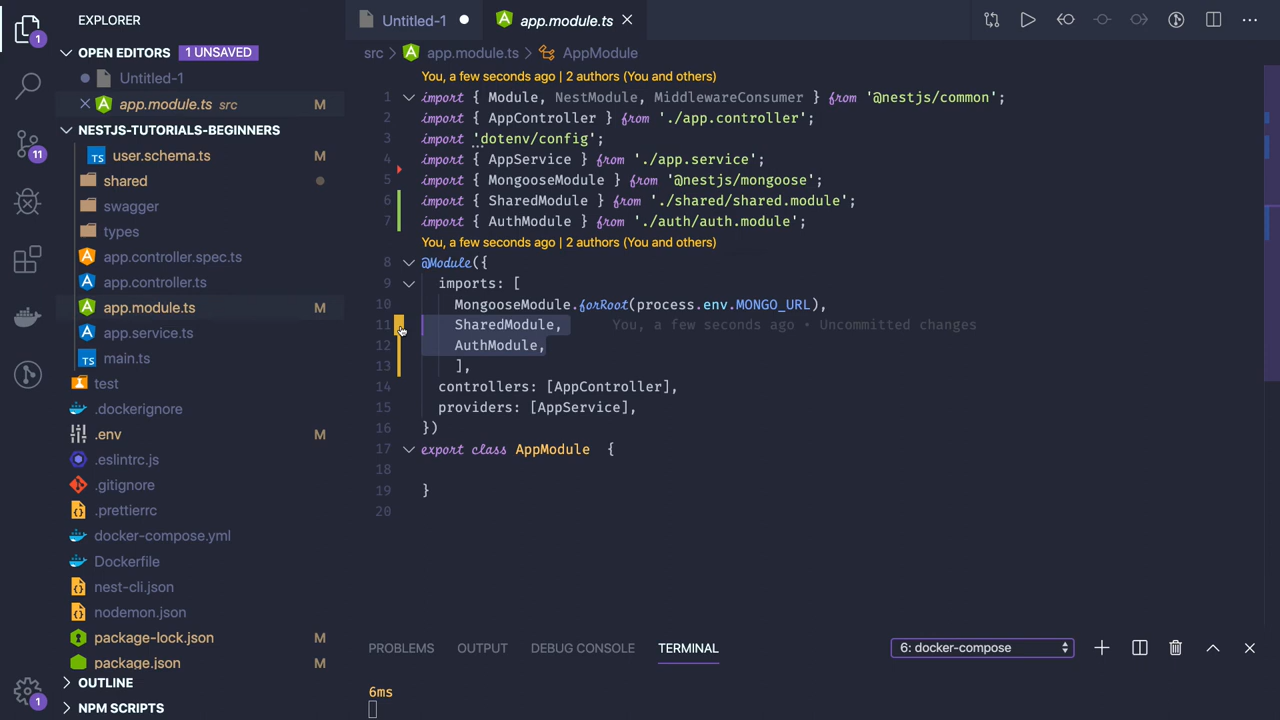 EXPLORER
1
OPEN EDITORS 1 UNSAVED
Untitled-1
app.module.ts src M
NESTJS-TUTORIALS-BEGINNERS
TS user.schema.ts M
shared
swagger
types
app.controller.spec.ts
app.controller.ts
app.module.ts M
app.service.ts
TS main.ts
test
.dockerignore
.env M
.eslintrc.js
.gitignore
.prettierrc
docker-compose.yml
Dockerfile
nest-cli.json
nodemon.json
package-lock.json M
package.json M
OUTLINE
NPM SCRIPTS
11
1
Untitled-1
app.module.ts
src > app.module.ts > AppModule
You, a few seconds ago | 2 authors (You and others)
1 import { Module, NestModule, MiddlewareConsumer } from '@nestjs/common';
2 import { AppController } from './app.controller';
3 import 'dotenv/config';
4 import { AppService } from './app.service';
5 import { MongooseModule } from '@nestjs/mongoose';
6 import { SharedModule } from './shared/shared.module';
7 import { AuthModule } from './auth/auth.module';
You, a few seconds ago | 2 authors (You and others)
8 @Module({
9 imports: [
10 MongooseModule.forRoot(process.env.MONGO_URL),
11 SharedModule, You, a few seconds ago • Uncommitted changes
12 AuthModule,
13 ],
14 controllers: [AppController],
15 providers: [AppService],
16 })
17 export class AppModule {
18
19 }
20
PROBLEMS OUTPUT DEBUG CONSOLE TERMINAL 6: docker-compose
6ms